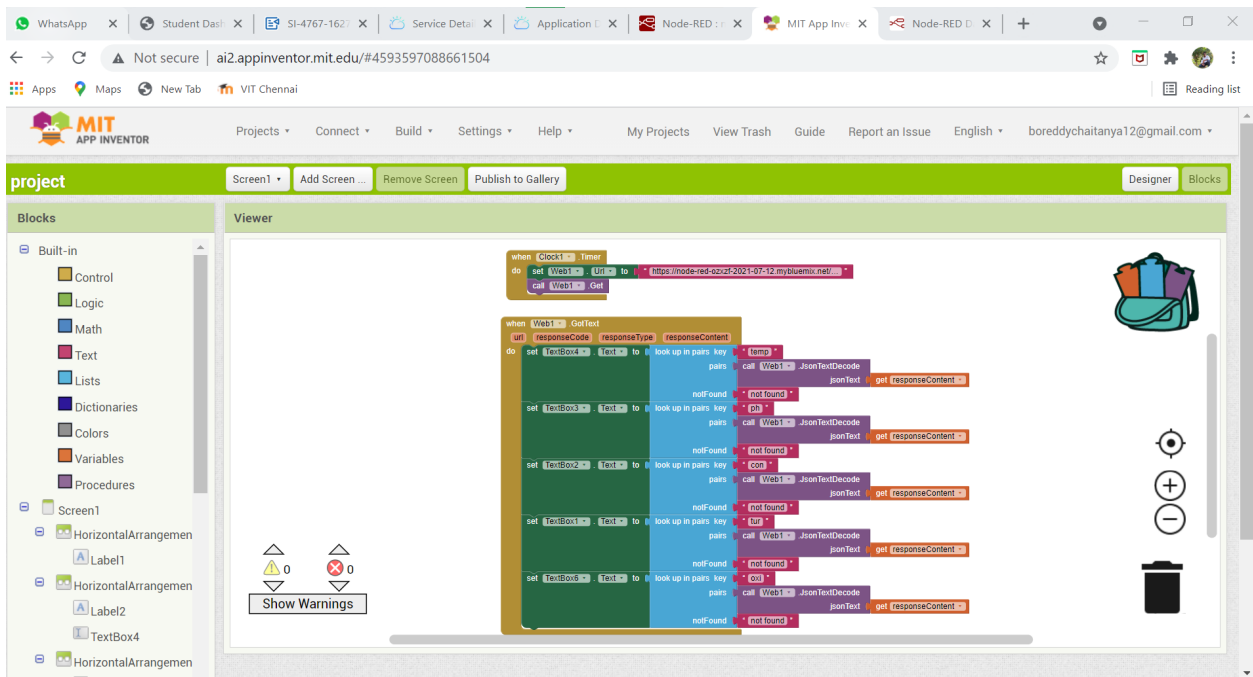 WhatsApp
Student Dash
SI-4767-1627
Service Detai
Application D
Node-RED : n
MIT App Inve
Node-RED D
Not secure | ai2.appinventor.mit.edu/#4593597088661504
Apps Maps New Tab VIT Chennai Reading list
MIT
APP INVENTOR
Projects Connect Build Settings Help My Projects View Trash Guide Report an Issue English boreddychaitanya12@gmail.com
project Screen1 Add Screen ... Remove Screen Publish to Gallery Designer Blocks
Blocks Viewer
Built-in
Control
Logic
Math
Text
Lists
Dictionaries
Colors
Variables
Procedures
Screen1
HorizontalArrangemen
Label1
HorizontalArrangemen
Label2
TextBox4
HorizontalArrangemen
when Clock1 .Timer
do set Web1 . Url to " https://node-red-ozxzf-2021-07-12.mybluemix.net/... "
call Web1 .Get
when Web1 .GotText
url responseCode responseType responseContent
do set TextBox4 . Text to look up in pairs key " temp "
pairs call Web1 .JsonTextDecode
jsonText get responseContent
notFound " not found "
set TextBox3 . Text to look up in pairs key " ph "
pairs call Web1 .JsonTextDecode
jsonText get responseContent
notFound " not found "
set TextBox2 . Text to look up in pairs key " con "
pairs call Web1 .JsonTextDecode
jsonText get responseContent
notFound " not found "
set TextBox1 . Text to look up in pairs key " tur "
pairs call Web1 .JsonTextDecode
jsonText get responseContent
notFound " not found "
set TextBox6 . Text to look up in pairs key " oxi "
pairs call Web1 .JsonTextDecode
jsonText get responseContent
notFound " not found "
0 0
Show Warnings